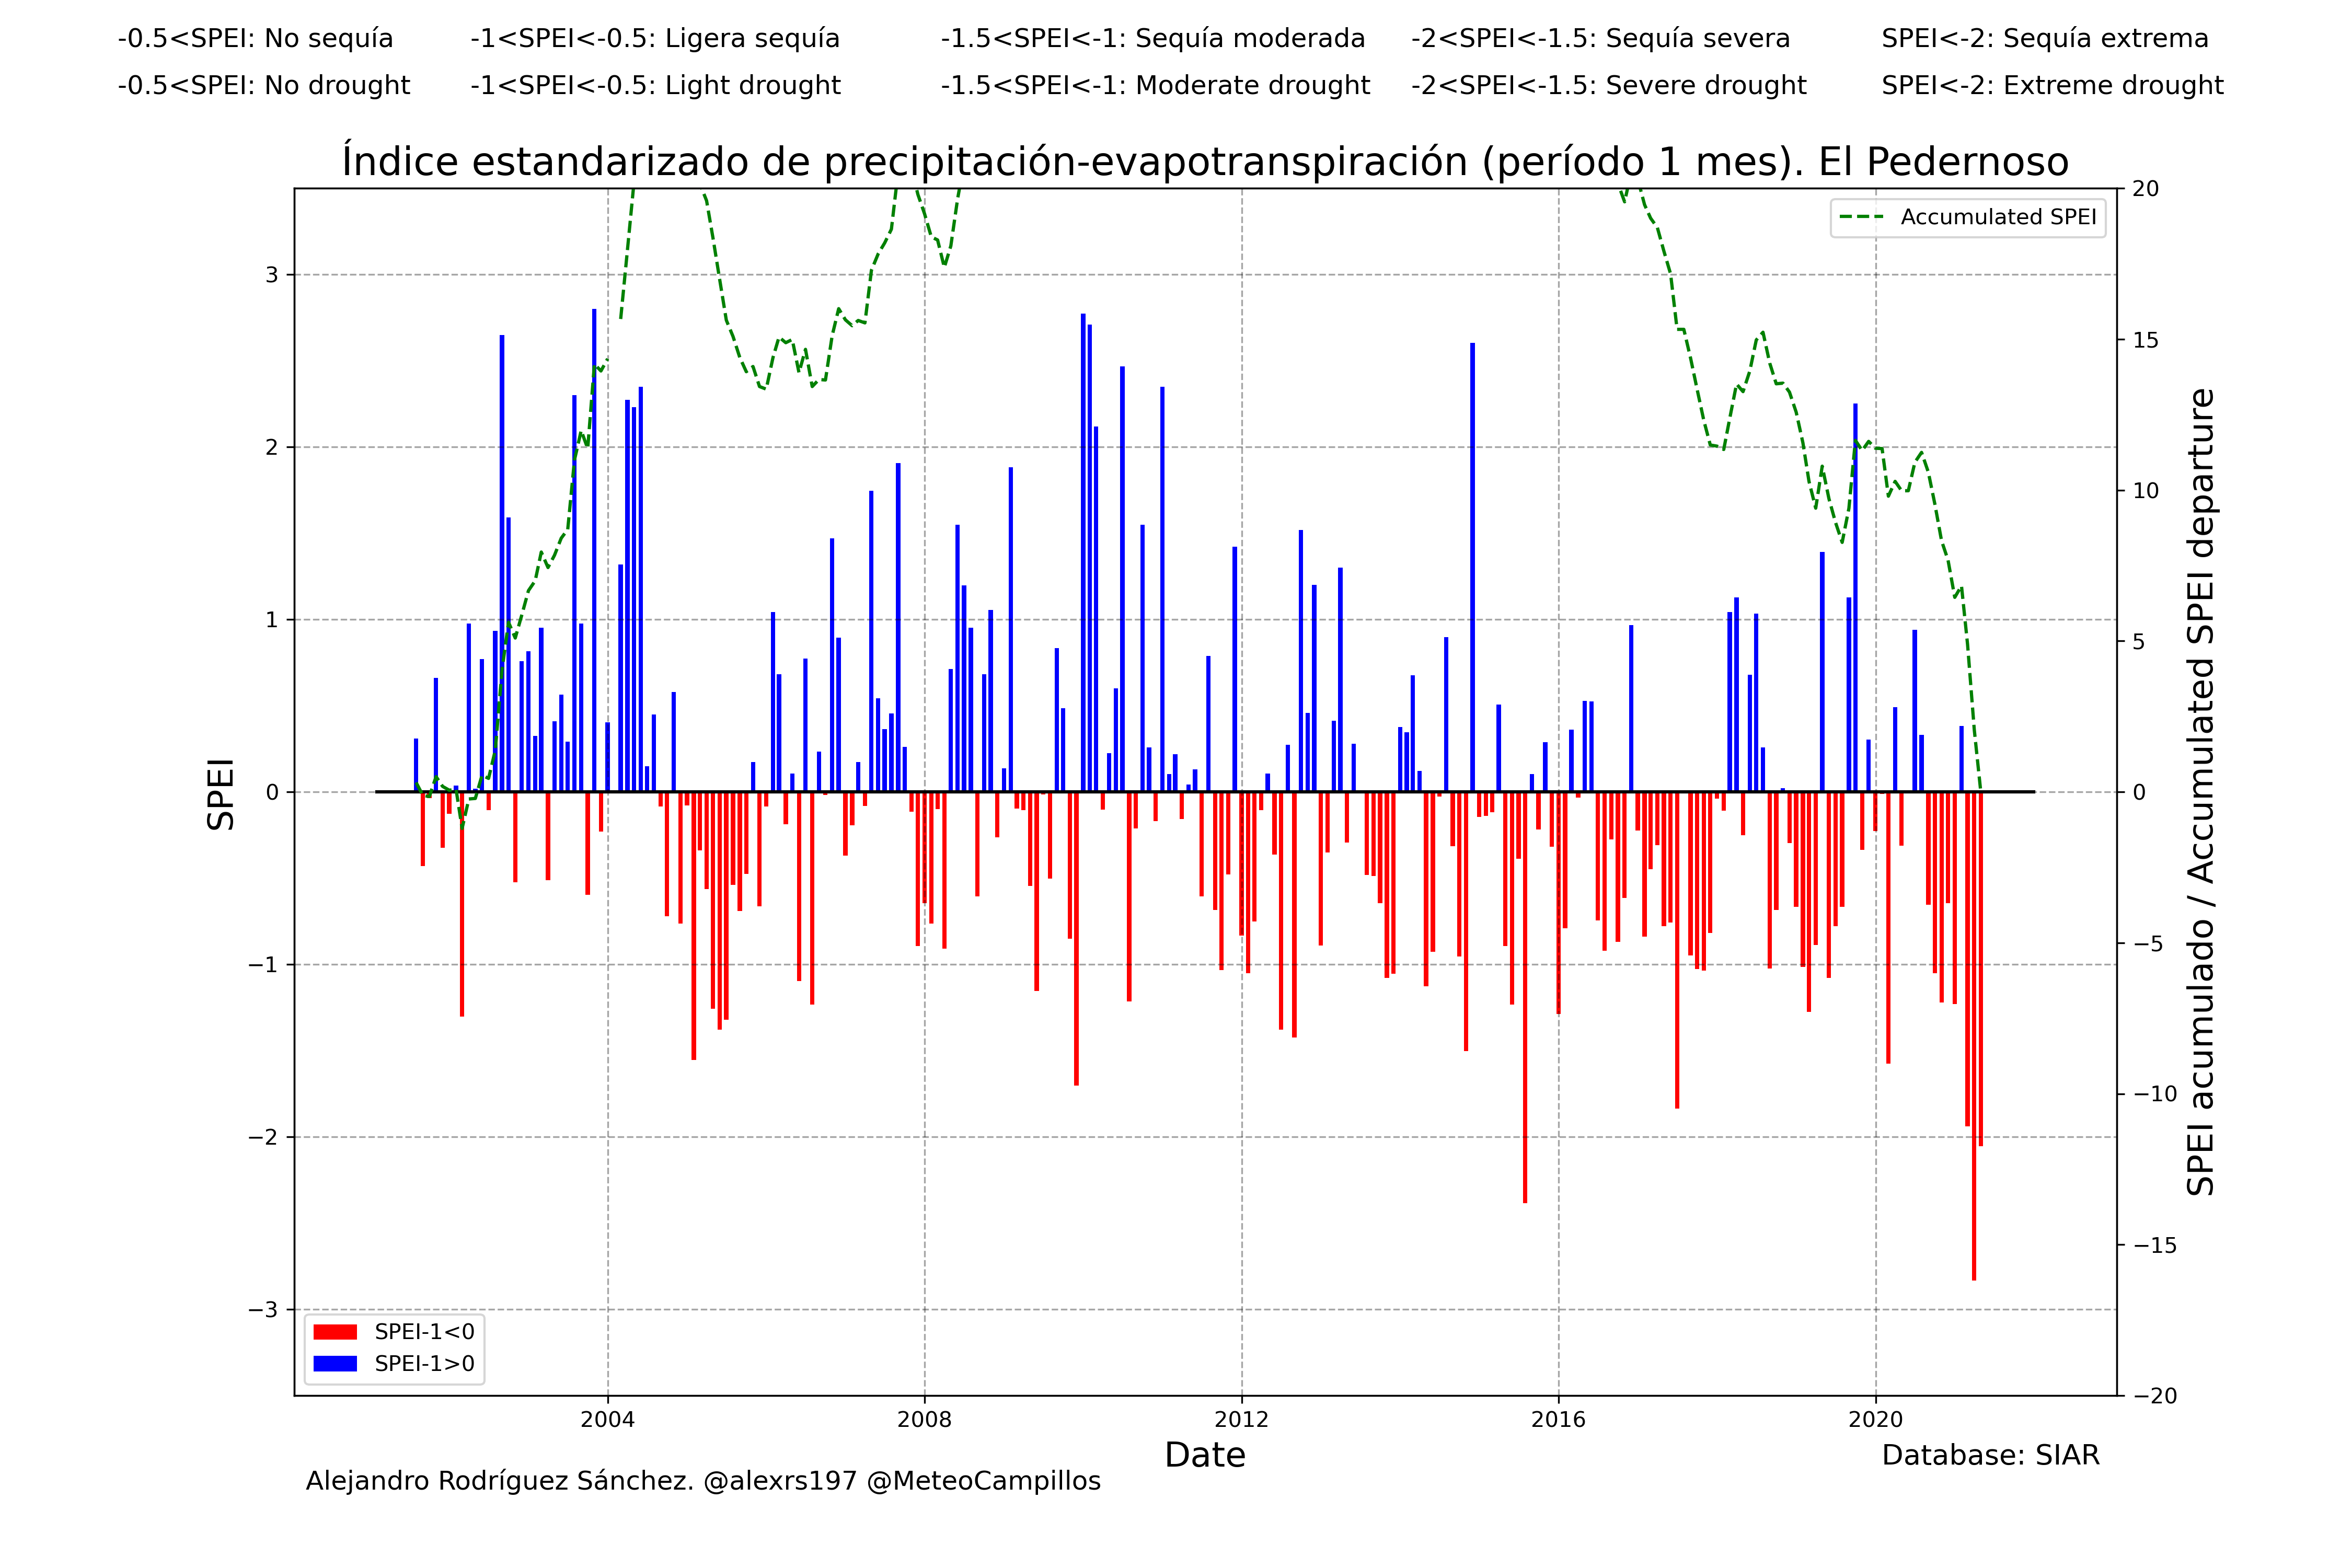 -0.5<SPEI: No sequía -1<SPEI<-0.5: Ligera sequía -1.5<SPEI<-1: Sequía moderada -2<SPEI<-1.5: Sequía severa SPEI<-2: Sequía extrema
-0.5<SPEI: No drought -1<SPEI<-0.5: Light drought -1.5<SPEI<-1: Moderate drought -2<SPEI<-1.5: Severe drought SPEI<-2: Extreme drought
Índice estandarizado de precipitación-evapotranspiración (período 1 mes). El Pedernoso
Accumulated SPEI
SPEI
3
2
1
0
−1
−2
−3
20
15
10
5
0
−5
−10
−15
−20
SPEI acumulado / Accumulated SPEI departure
SPEI-1<0
SPEI-1>0
2004 2008 2012 2016 2020
Date
Database: SIAR
Alejandro Rodríguez Sánchez. @alexrs197 @MeteoCampillos